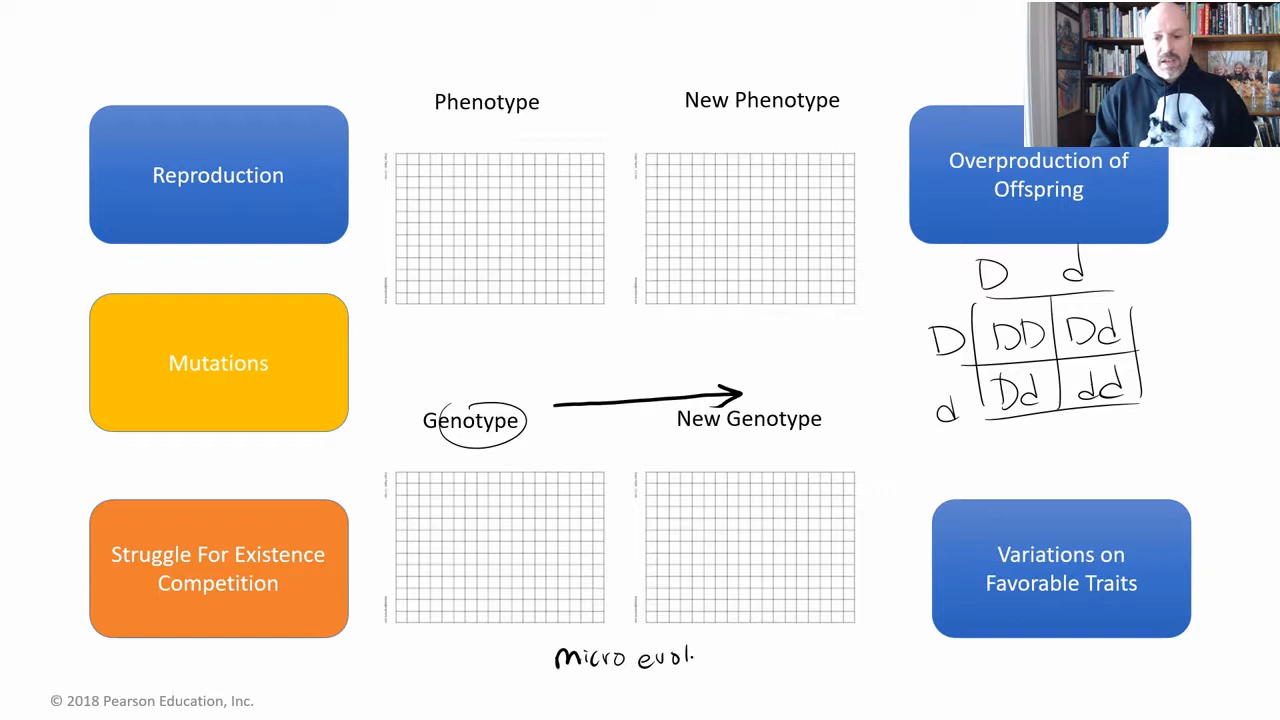 Phenotype
New Phenotype
Reproduction
Overproduction of
Offspring
D d
D DD Dd
d Dd dd
Mutations
Genotype
New Genotype
Struggle For Existence
Competition
Variations on
Favorable Traits
micro evol.
© 2018 Pearson Education, Inc.